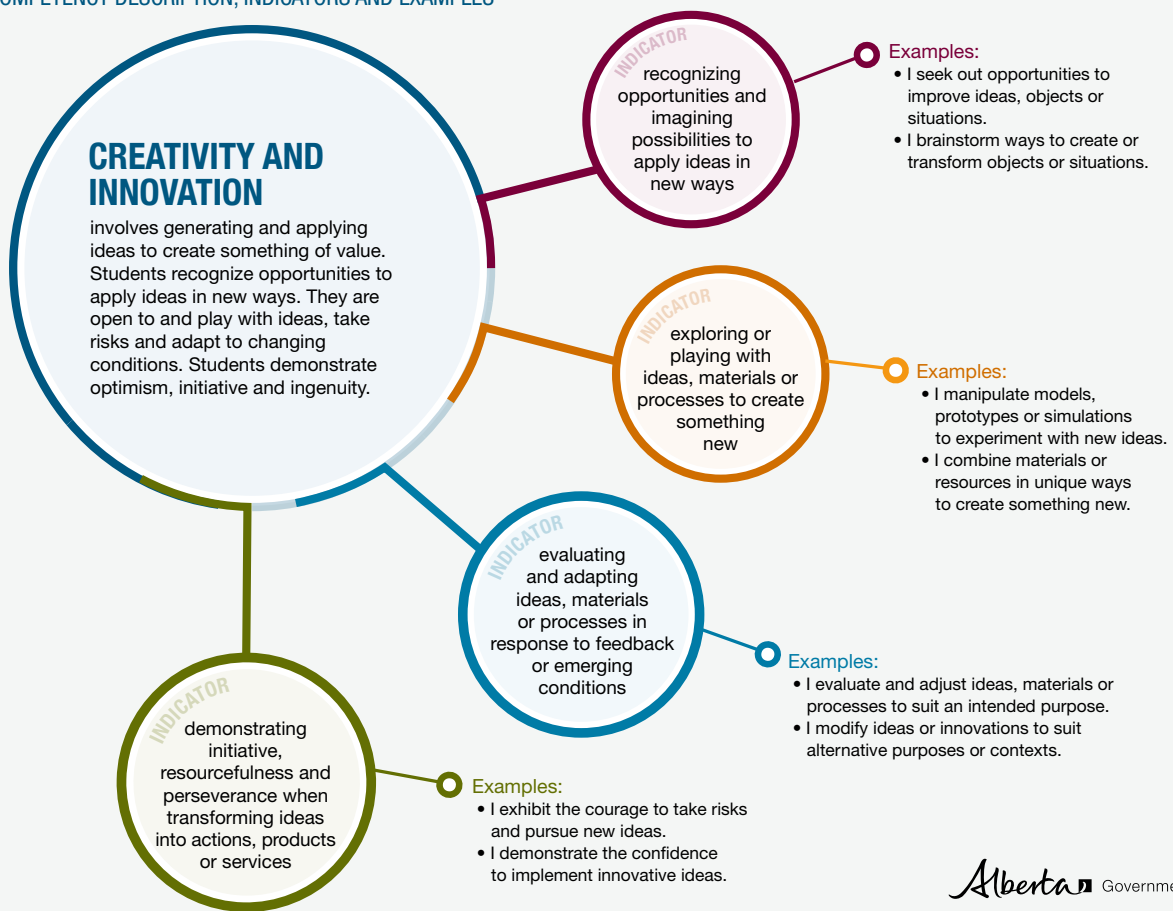 OMPETENCY DESCRIPTION, INDICATORS AND EXAMPLES
CREATIVITY AND
INNOVATION
involves generating and applying
ideas to create something of value.
Students recognize opportunities to
apply ideas in new ways. They are
open to and play with ideas, take
risks and adapt to changing
conditions. Students demonstrate
optimism, initiative and ingenuity.
INDICATOR
recognizing
opportunities and
imagining
possibilities to
apply ideas in
new ways
Examples:
• I seek out opportunities to
improve ideas, objects or
situations.
• I brainstorm ways to create or
transform objects or situations.
INDICATOR
exploring or
playing with
ideas, materials or
processes to create
something
new
Examples:
• I manipulate models,
prototypes or simulations
to experiment with new ideas.
• I combine materials or
resources in unique ways
to create something new.
INDICATOR
evaluating
and adapting
ideas, materials
or processes in
response to feedback
or emerging
conditions
Examples:
• I evaluate and adjust ideas, materials or
processes to suit an intended purpose.
• I modify ideas or innovations to suit
alternative purposes or contexts.
INDICATOR
demonstrating
initiative,
resourcefulness and
perseverance when
transforming ideas
into actions, products
or services
Examples:
• I exhibit the courage to take risks
and pursue new ideas.
• I demonstrate the confidence
to implement innovative ideas.
Alberta Governme